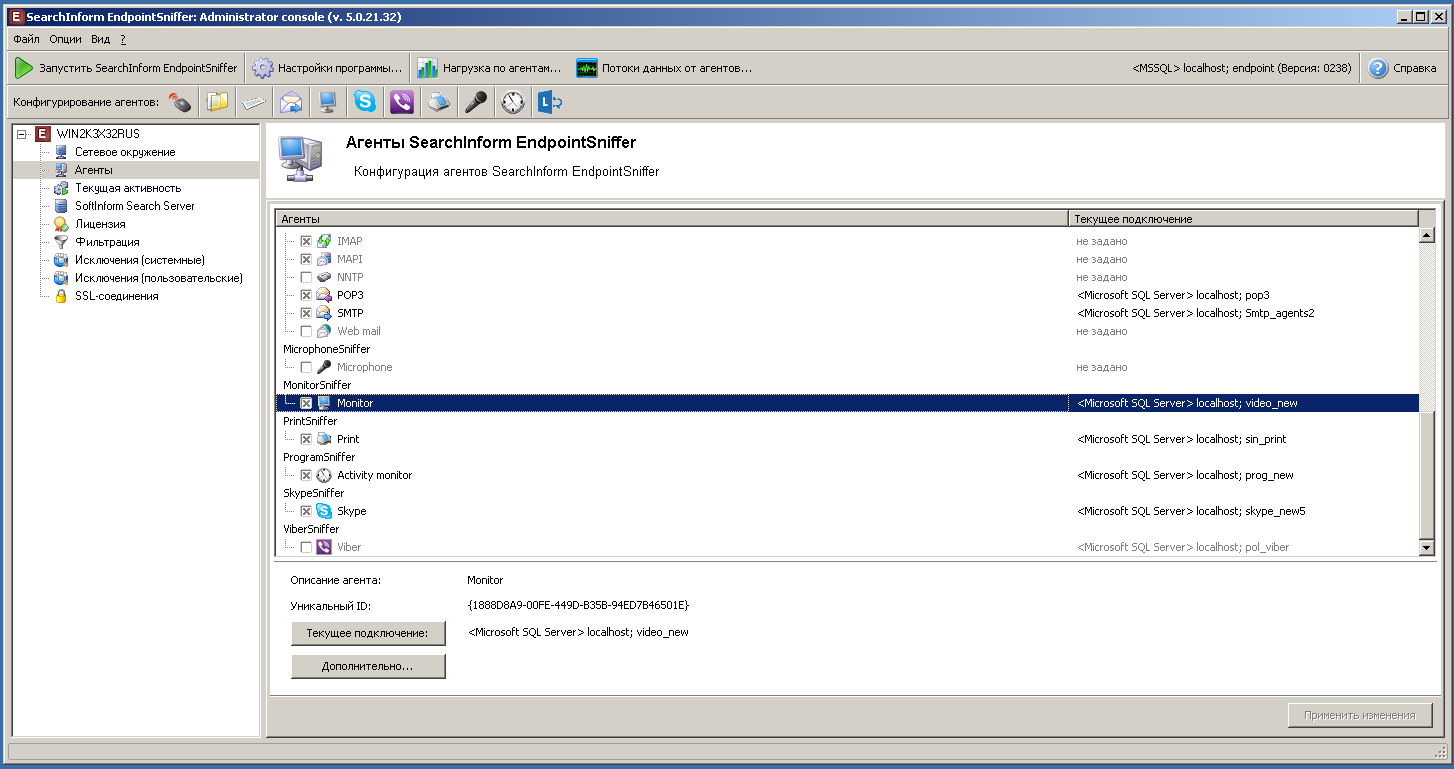 SearchInform EndpointSniffer: Administrator console (v. 5.0.21.32)
Файл Опции Вид ?
Запустить SearchInform EndpointSniffer Настройки программы... Нагрузка по агентам... Потоки данных от агентов... <MSSQL> localhost; endpoint (Версия: 0238) Справка
Конфигурирование агентов:
WIN2K3X32RUS
Сетевое окружение
Агенты
Текущая активность
SoftInform Search Server
Лицензия
Фильтрация
Исключения (системные)
Исключения (пользовательские)
SSL-соединения
Агенты SearchInform EndpointSniffer
Конфигурация агентов SearchInform EndpointSniffer
Агенты Текущее подключение
IMAP не задано
MAPI не задано
NNTP не задано
POP3 <Microsoft SQL Server> localhost; pop3
SMTP <Microsoft SQL Server> localhost; Smtp_agents2
Web mail не задано
MicrophoneSniffer
Microphone не задано
MonitorSniffer
Monitor <Microsoft SQL Server> localhost; video_new
PrintSniffer
Print <Microsoft SQL Server> localhost; sin_print
ProgramSniffer
Activity monitor <Microsoft SQL Server> localhost; prog_new
SkypeSniffer
Skype <Microsoft SQL Server> localhost; skype_new5
ViberSniffer
Viber <Microsoft SQL Server> localhost; pol_viber
Описание агента: Monitor
Уникальный ID: {1888D8A9-00FE-449D-B35B-94ED7B46501E}
Текущее подключение: <Microsoft SQL Server> localhost; video_new
Дополнительно...
Применить изменения